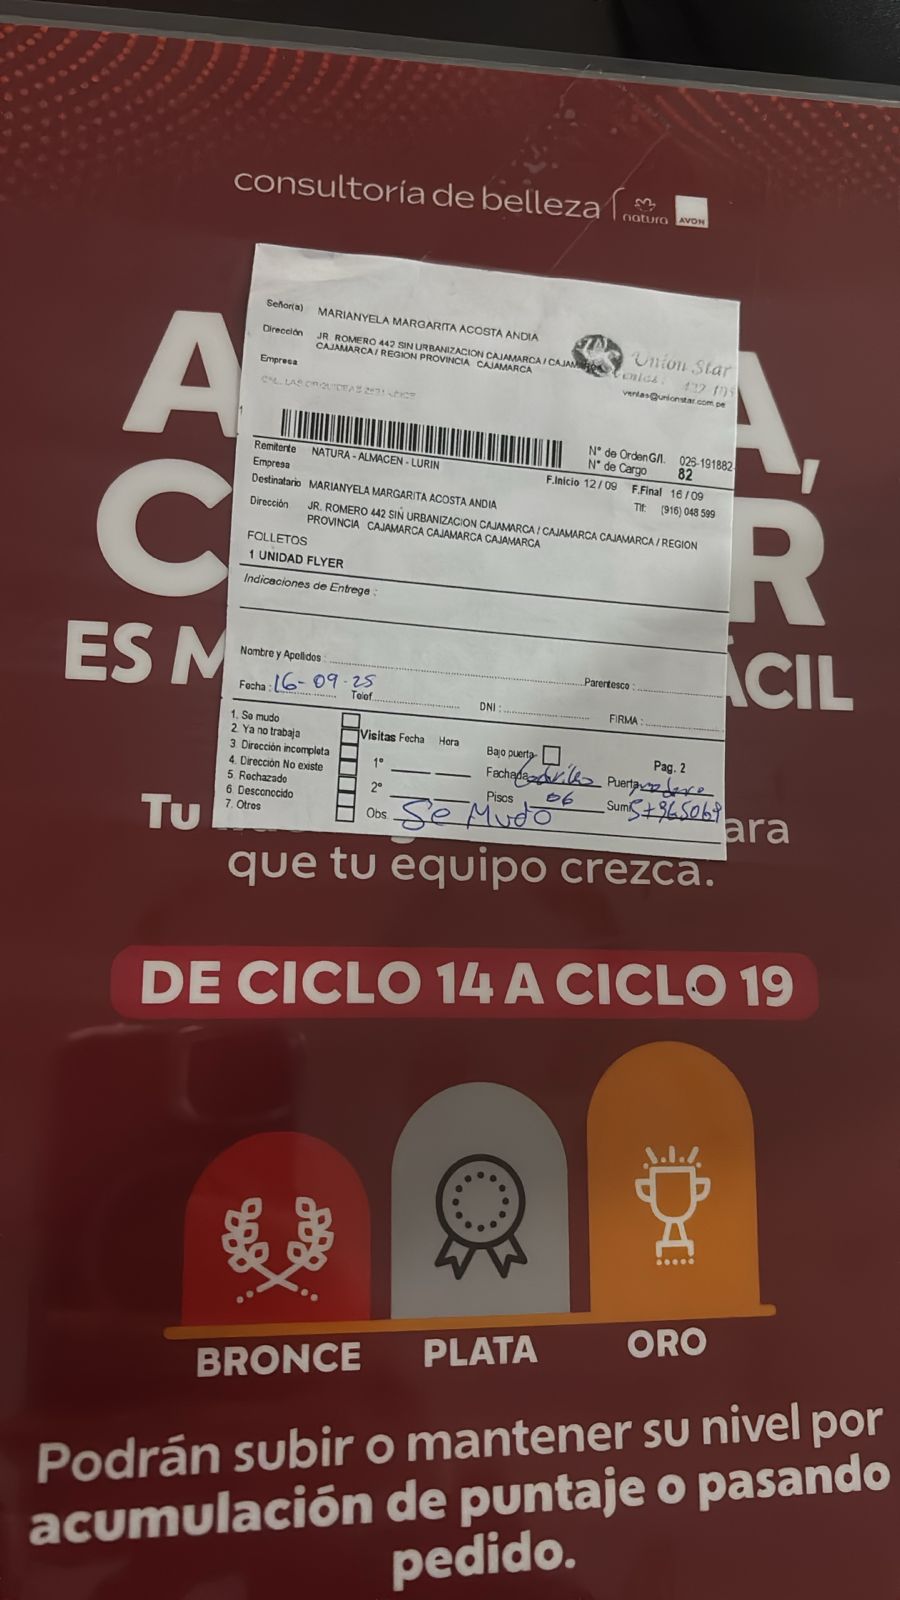 consultoría de belleza natura AVON
Señor(a) MARIANYELA MARGARITA ACOSTA ANDIA
Dirección JR. ROMERO 442 SIN URBANIZACION CAJAMARCA / CAJAMARCA
CAJAMARCA / REGION PROVINCIA CAJAMARCA
Empresa
Union Star
ventas@unionstar.com.pe
N° de Orden G/I. 026-191882
N° de Cargo 82
Remitente NATURA - ALMACEN - LURIN
Empresa
F.Inicio 12 / 09 F.Final 16 / 09
Destinatario MARIANYELA MARGARITA ACOSTA ANDIA
Tlf: (916) 048 599
Dirección JR. ROMERO 442 SIN URBANIZACION CAJAMARCA / CAJAMARCA CAJAMARCA / REGION
PROVINCIA CAJAMARCA CAJAMARCA CAJAMARCA
FOLLETOS
1 UNIDAD FLYER
Indicaciones de Entrega :
Nombre y Apellidos : Parentesco :
Fecha : 16-09-25 Telef. DNI : FIRMA :
1. Se mudo
2. Ya no trabaja
3. Dirección incompleta
4. Dirección No existe
5. Rechazado
6. Desconocido
7. Otros
Visitas Fecha Hora
1°
2°
Obs. Se Mudo
Bajo puerta Pag. 2
Fachada Puerta
Pisos 06 Sum 57965069
A A,
C R
ES M ÁCIL
Tu ara
que tu equipo crezca.
DE CICLO 14 A CICLO 19
BRONCE PLATA ORO
Podrán subir o mantener su nivel por
acumulación de puntaje o pasando
pedido.